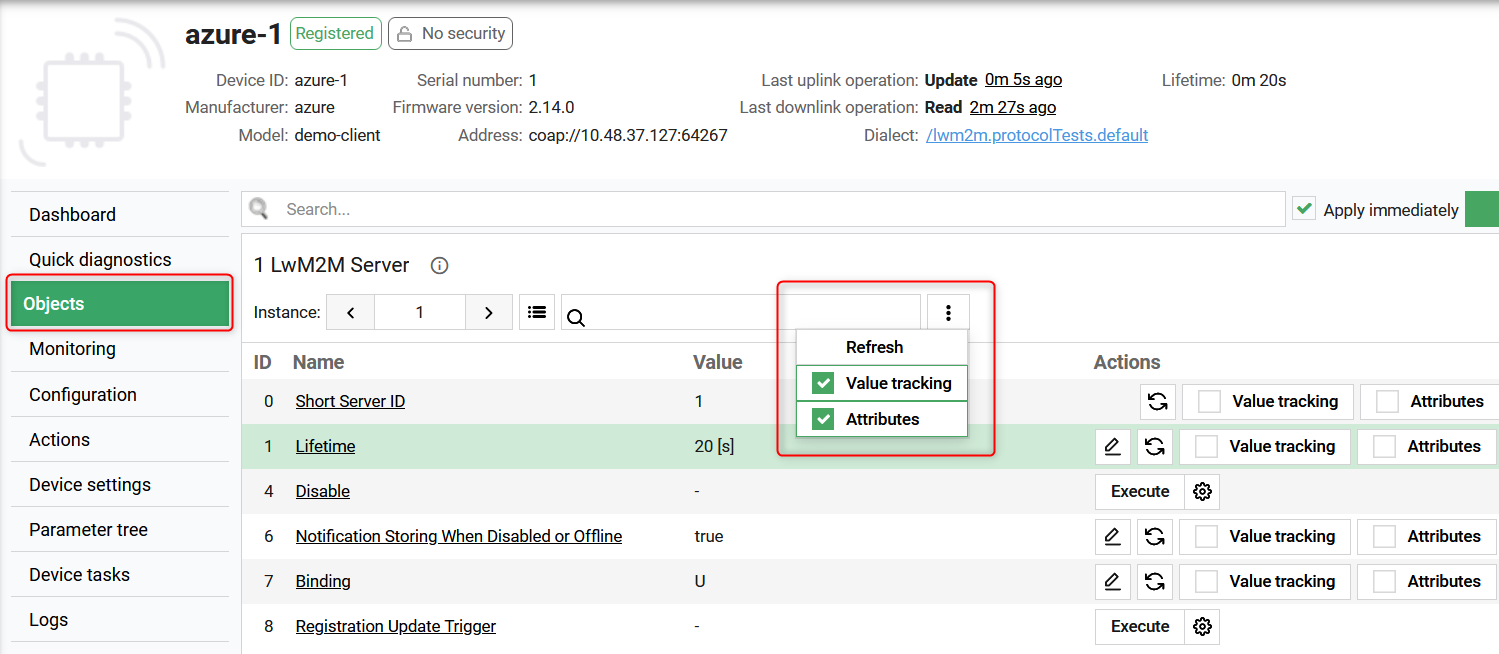 azure-1 Registered No security
Device ID: azure-1 Serial number: 1 Last uplink operation: Update 0m 5s ago Lifetime: 0m 20s
Manufacturer: azure Firmware version: 2.14.0 Last downlink operation: Read 2m 27s ago
Model: demo-client Address: coap://10.48.37.127:64267 Dialect: /lwm2m.protocolTests.default
Dashboard
Quick diagnostics
Objects
Monitoring
Configuration
Actions
Device settings
Parameter tree
Device tasks
Logs
Search... Apply immediately
1 LwM2M Server
Instance: 1
Refresh
Value tracking
Attributes
ID Name Value Actions
0 Short Server ID 1 Value tracking Attributes
1 Lifetime 20 [s] Value tracking Attributes
4 Disable - Execute
6 Notification Storing When Disabled or Offline true Value tracking Attributes
7 Binding U Value tracking Attributes
8 Registration Update Trigger - Execute